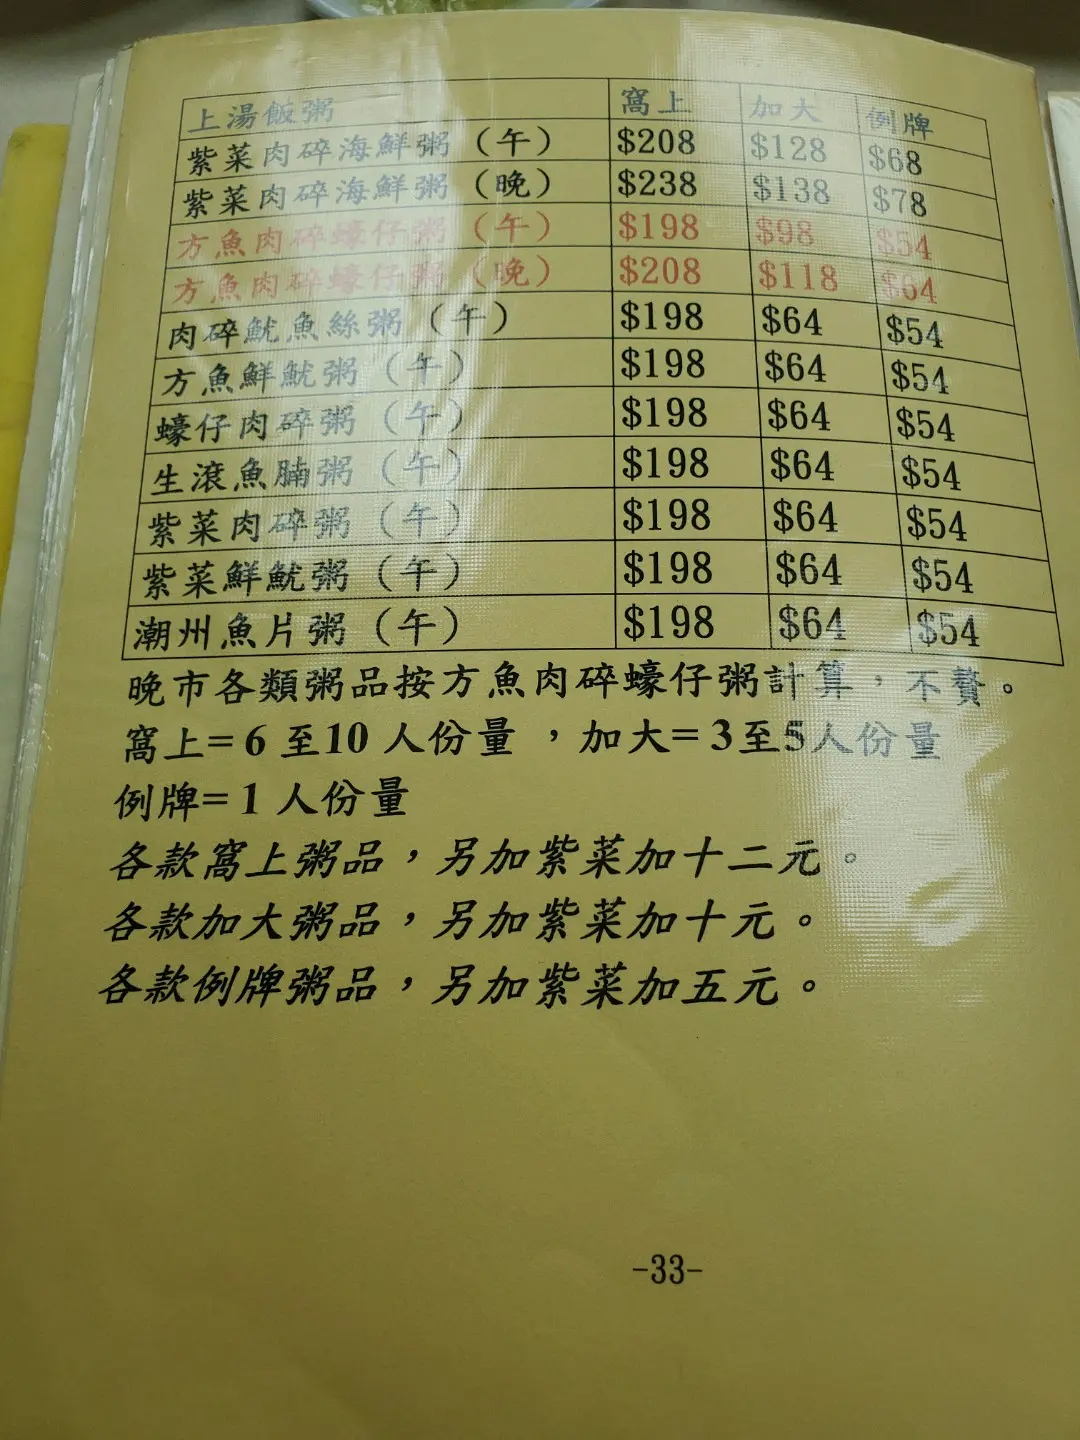 上湯飯粥 窩上 加大 例牌
紫菜肉碎海鮮粥（午） $208 $128 $68
紫菜肉碎海鮮粥（晚） $238 $138 $78
方魚肉碎蠔仔粥（午） $198 $98 $54
方魚肉碎蠔仔粥（晚） $208 $118 $64
肉碎魷魚絲粥（午） $198 $64 $54
方魚鮮魷粥（午） $198 $64 $54
蠔仔肉碎粥（午） $198 $64 $54
生滾魚腩粥（午） $198 $64 $54
紫菜肉碎粥（午） $198 $64 $54
紫菜鮮魷粥（午） $198 $64 $54
潮州魚片粥（午） $198 $64 $54
晚市各類粥品按方魚肉碎蠔仔粥計算，不贅。
窩上=6至10人份量，加大=3至5人份量
例牌=1人份量
各款窩上粥品，另加紫菜加十二元。
各款加大粥品，另加紫菜加十元。
各款例牌粥品，另加紫菜加五元。
-33-